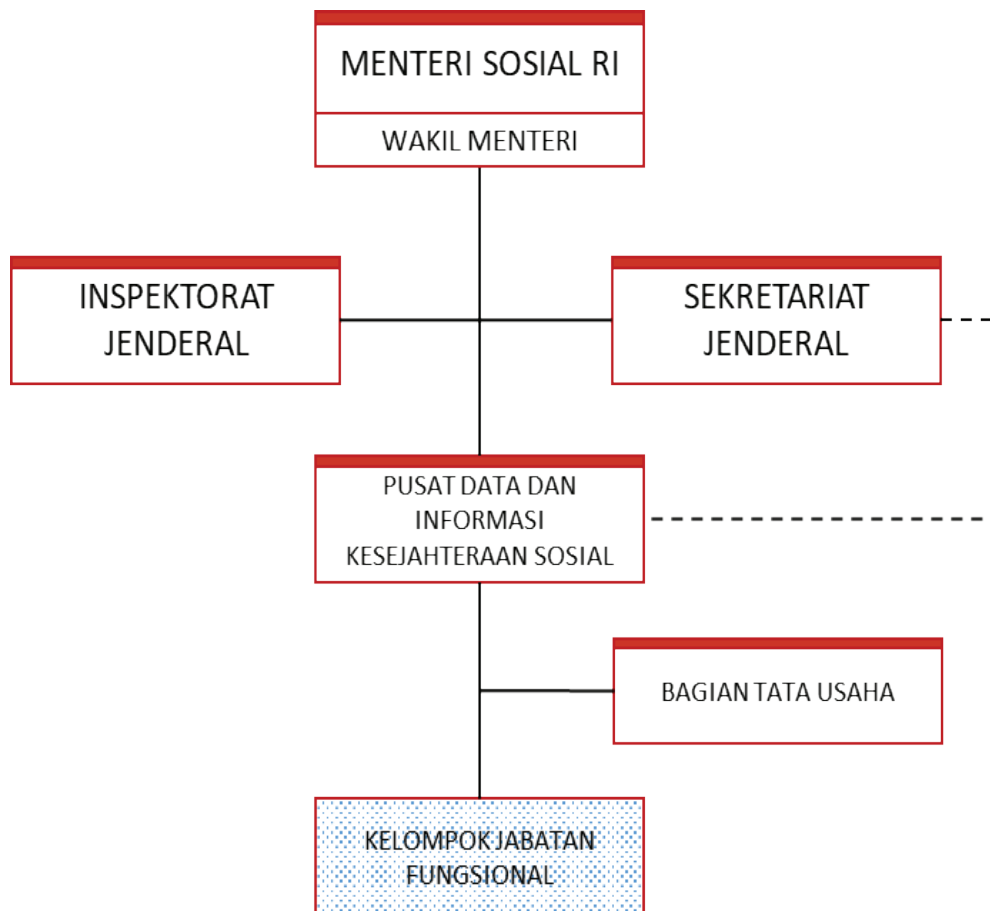 MENTERI SOSIAL RI
WAKIL MENTERI
INSPEKTORAT
JENDERAL
SEKRETARIAT
JENDERAL
PUSAT DATA DAN
INFORMASI
KESEJAHTERAAN SOSIAL
BAGIAN TATA USAHA
KELOMPOK JABATAN
FUNGSIONAL